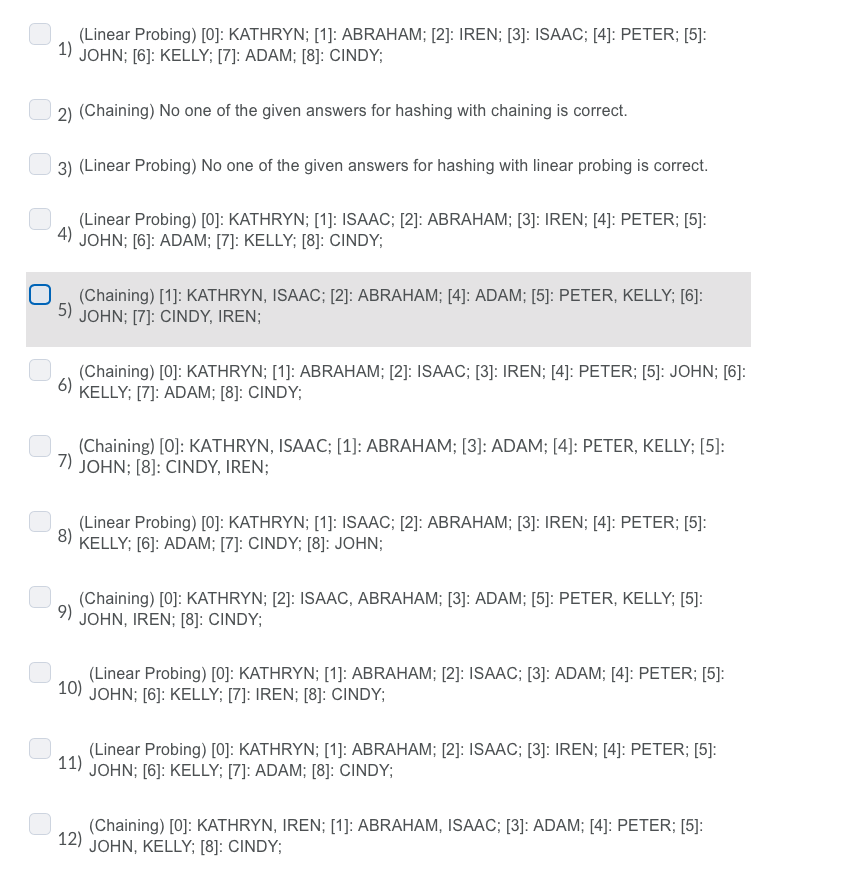 1) (Linear Probing) [0]: KATHRYN; [1]: ABRAHAM; [2]: IREN; [3]: ISAAC; [4]: PETER; [5]:
JOHN; [6]: KELLY; [7]: ADAM; [8]: CINDY;
2) (Chaining) No one of the given answers for hashing with chaining is correct.
3) (Linear Probing) No one of the given answers for hashing with linear probing is correct.
4) (Linear Probing) [0]: KATHRYN; [1]: ISAAC; [2]: ABRAHAM; [3]: IREN; [4]: PETER; [5]:
JOHN; [6]: ADAM; [7]: KELLY; [8]: CINDY;
5) (Chaining) [1]: KATHRYN, ISAAC; [2]: ABRAHAM; [4]: ADAM; [5]: PETER, KELLY; [6]:
JOHN; [7]: CINDY, IREN;
6) (Chaining) [0]: KATHRYN; [1]: ABRAHAM; [2]: ISAAC; [3]: IREN; [4]: PETER; [5]: JOHN; [6]:
KELLY; [7]: ADAM; [8]: CINDY;
7) (Chaining) [0]: KATHRYN, ISAAC; [1]: ABRAHAM; [3]: ADAM; [4]: PETER, KELLY; [5]:
JOHN; [8]: CINDY, IREN;
8) (Linear Probing) [0]: KATHRYN; [1]: ISAAC; [2]: ABRAHAM; [3]: IREN; [4]: PETER; [5]:
KELLY; [6]: ADAM; [7]: CINDY; [8]: JOHN;
9) (Chaining) [0]: KATHRYN; [2]: ISAAC, ABRAHAM; [3]: ADAM; [5]: PETER, KELLY; [5]:
JOHN, IREN; [8]: CINDY;
10) (Linear Probing) [0]: KATHRYN; [1]: ABRAHAM; [2]: ISAAC; [3]: ADAM; [4]: PETER; [5]:
JOHN; [6]: KELLY; [7]: IREN; [8]: CINDY;
11) (Linear Probing) [0]: KATHRYN; [1]: ABRAHAM; [2]: ISAAC; [3]: IREN; [4]: PETER; [5]:
JOHN; [6]: KELLY; [7]: ADAM; [8]: CINDY;
12) (Chaining) [0]: KATHRYN, IREN; [1]: ABRAHAM, ISAAC; [3]: ADAM; [4]: PETER; [5]:
JOHN, KELLY; [8]: CINDY;